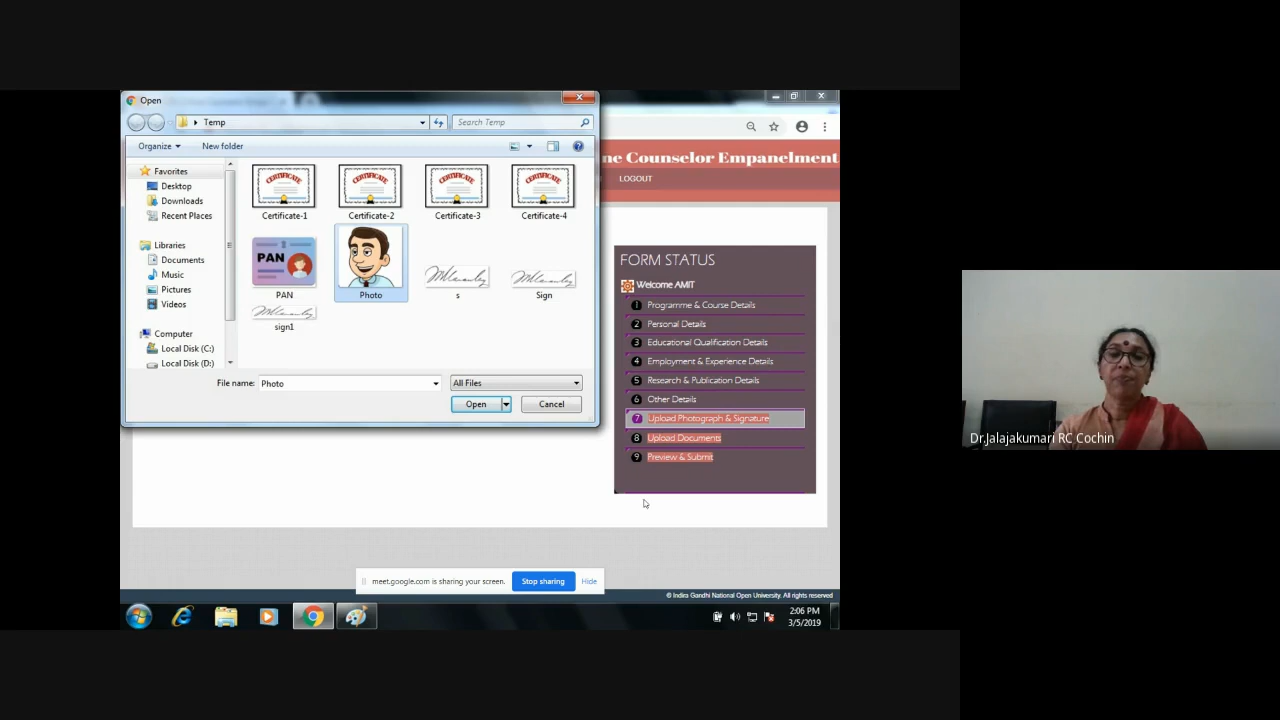 Open
Temp
Search Temp
Organize
New folder
Favorites
Desktop
Downloads
Recent Places
Libraries
Documents
Music
Pictures
Videos
Computer
Local Disk (C:)
Local Disk (D:)
CERTIFICATE
CERTIFICATE
CERTIFICATE
CERTIFICATE
Certificate-1
Certificate-2
Certificate-3
Certificate-4
PAN
PAN
Photo
s
Sign
sign1
File name:
Photo
All Files
Open
Cancel
ne Counselor Empanelment
LOGOUT
FORM STATUS
Welcome AMIT
1 Programme & Course Details
2 Personal Details
3 Educational Qualification Details
4 Employment & Experience Details
5 Research & Publication Details
6 Other Details
7 Upload Photograph & Signature
8 Upload Documents
9 Preview & Submit
meet.google.com is sharing your screen.
Stop sharing
Hide
© Indira Gandhi National Open University. All rights reserved
2:06 PM
3/5/2019
Dr.Jalajakumari RC Cochin